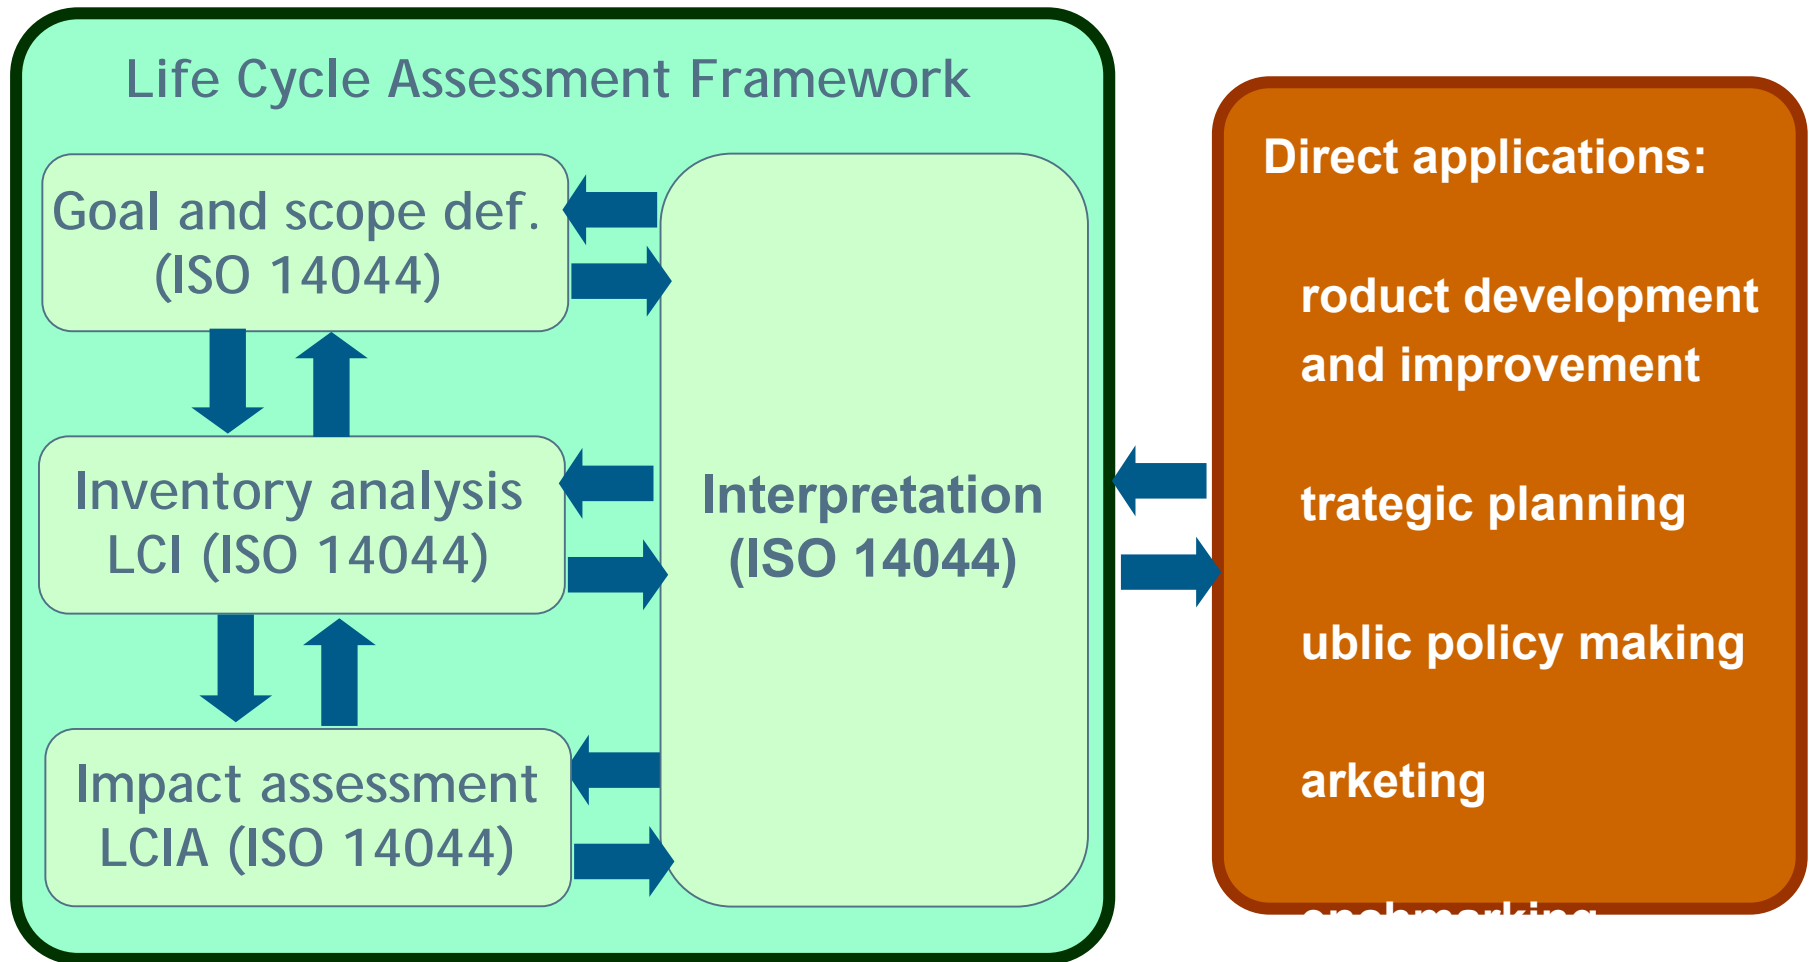 Life Cycle Assessment Framework
Goal and scope def.
(ISO 14044)
Inventory analysis
LCI (ISO 14044)
Impact assessment
LCIA (ISO 14044)
Interpretation
(ISO 14044)
Direct applications:
roduct development
and improvement
trategic planning
ublic policy making
arketing
enchmarking